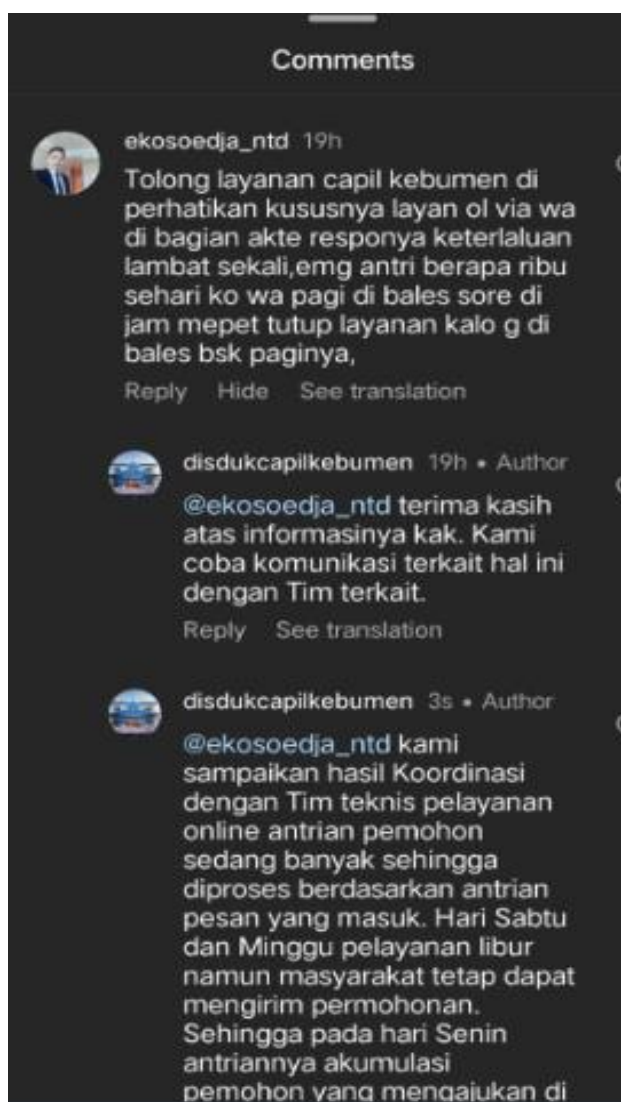 Comments
ekosoedja_ntd 19h
Tolong layanan capil kebumen di
perhatikan kususnya layan ol via wa
di bagian akte responya keterlaluan
lambat sekali,emg antri berapa ribu
sehari ko wa pagi di bales sore di
jam mepet tutup layanan kalo g di
bales bsk paginya,
Reply Hide See translation
disdukcapilkebumen 19h • Author
@ekosoedja_ntd terima kasih
atas informasinya kak. Kami
coba komunikasi terkait hal ini
dengan Tim terkait.
Reply See translation
disdukcapilkebumen 3s • Author
@ekosoedja_ntd kami
sampaikan hasil Koordinasi
dengan Tim teknis pelayanan
online antrian pemohon
sedang banyak sehingga
diproses berdasarkan antrian
pesan yang masuk. Hari Sabtu
dan Minggu pelayanan libur
namun masyarakat tetap dapat
mengirim permohonan.
Sehingga pada hari Senin
antriannya akumulasi
pemohon yang mengajukan di